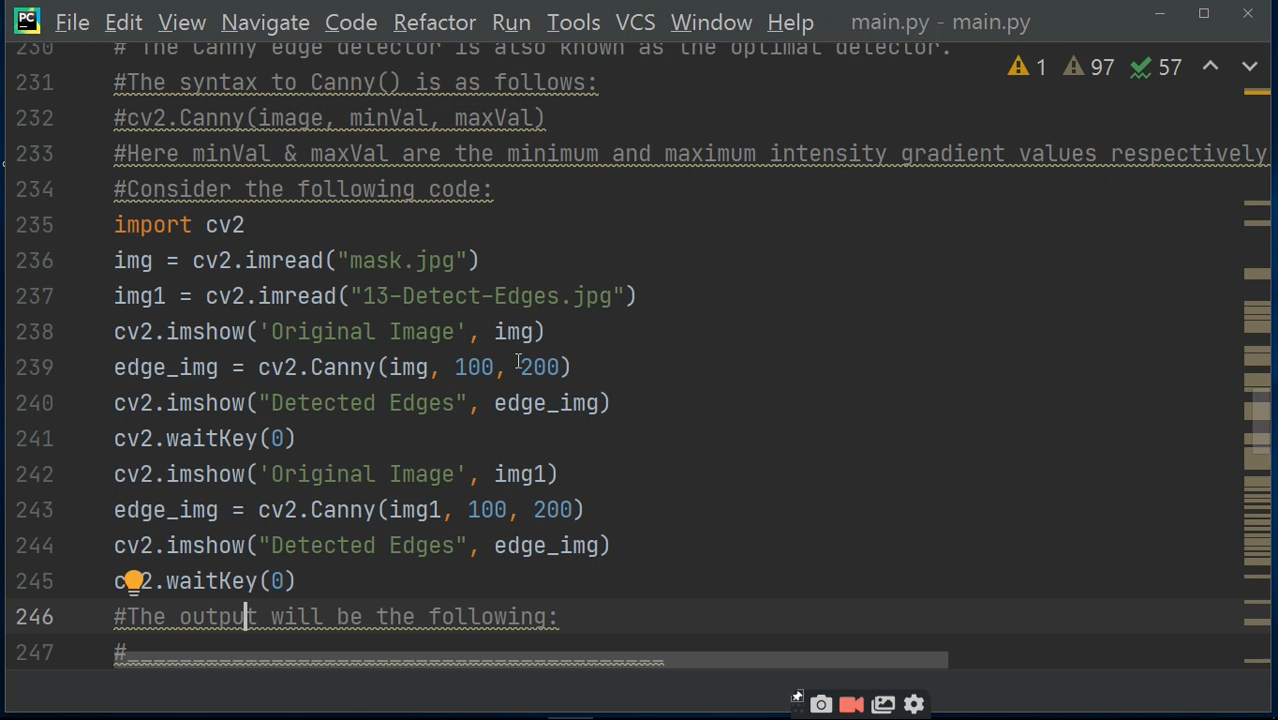 PC File Edit View Navigate Code Refactor Run Tools VCS Window Help main.py - main.py
230 # The Canny edge detector is also known as the optimal detector.
1 97 57
231 #The syntax to Canny() is as follows:
232 #cv2.Canny(image, minVal, maxVal)
233 #Here minVal & maxVal are the minimum and maximum intensity gradient values respectively
234 #Consider the following code:
235 import cv2
236 img = cv2.imread("mask.jpg")
237 img1 = cv2.imread("13-Detect-Edges.jpg")
238 cv2.imshow('Original Image', img)
239 edge_img = cv2.Canny(img, 100, 200)
240 cv2.imshow("Detected Edges", edge_img)
241 cv2.waitKey(0)
242 cv2.imshow('Original Image', img1)
243 edge_img = cv2.Canny(img1, 100, 200)
244 cv2.imshow("Detected Edges", edge_img)
245 cv2.waitKey(0)
246 #The output will be the following:
247 #_________________________________________